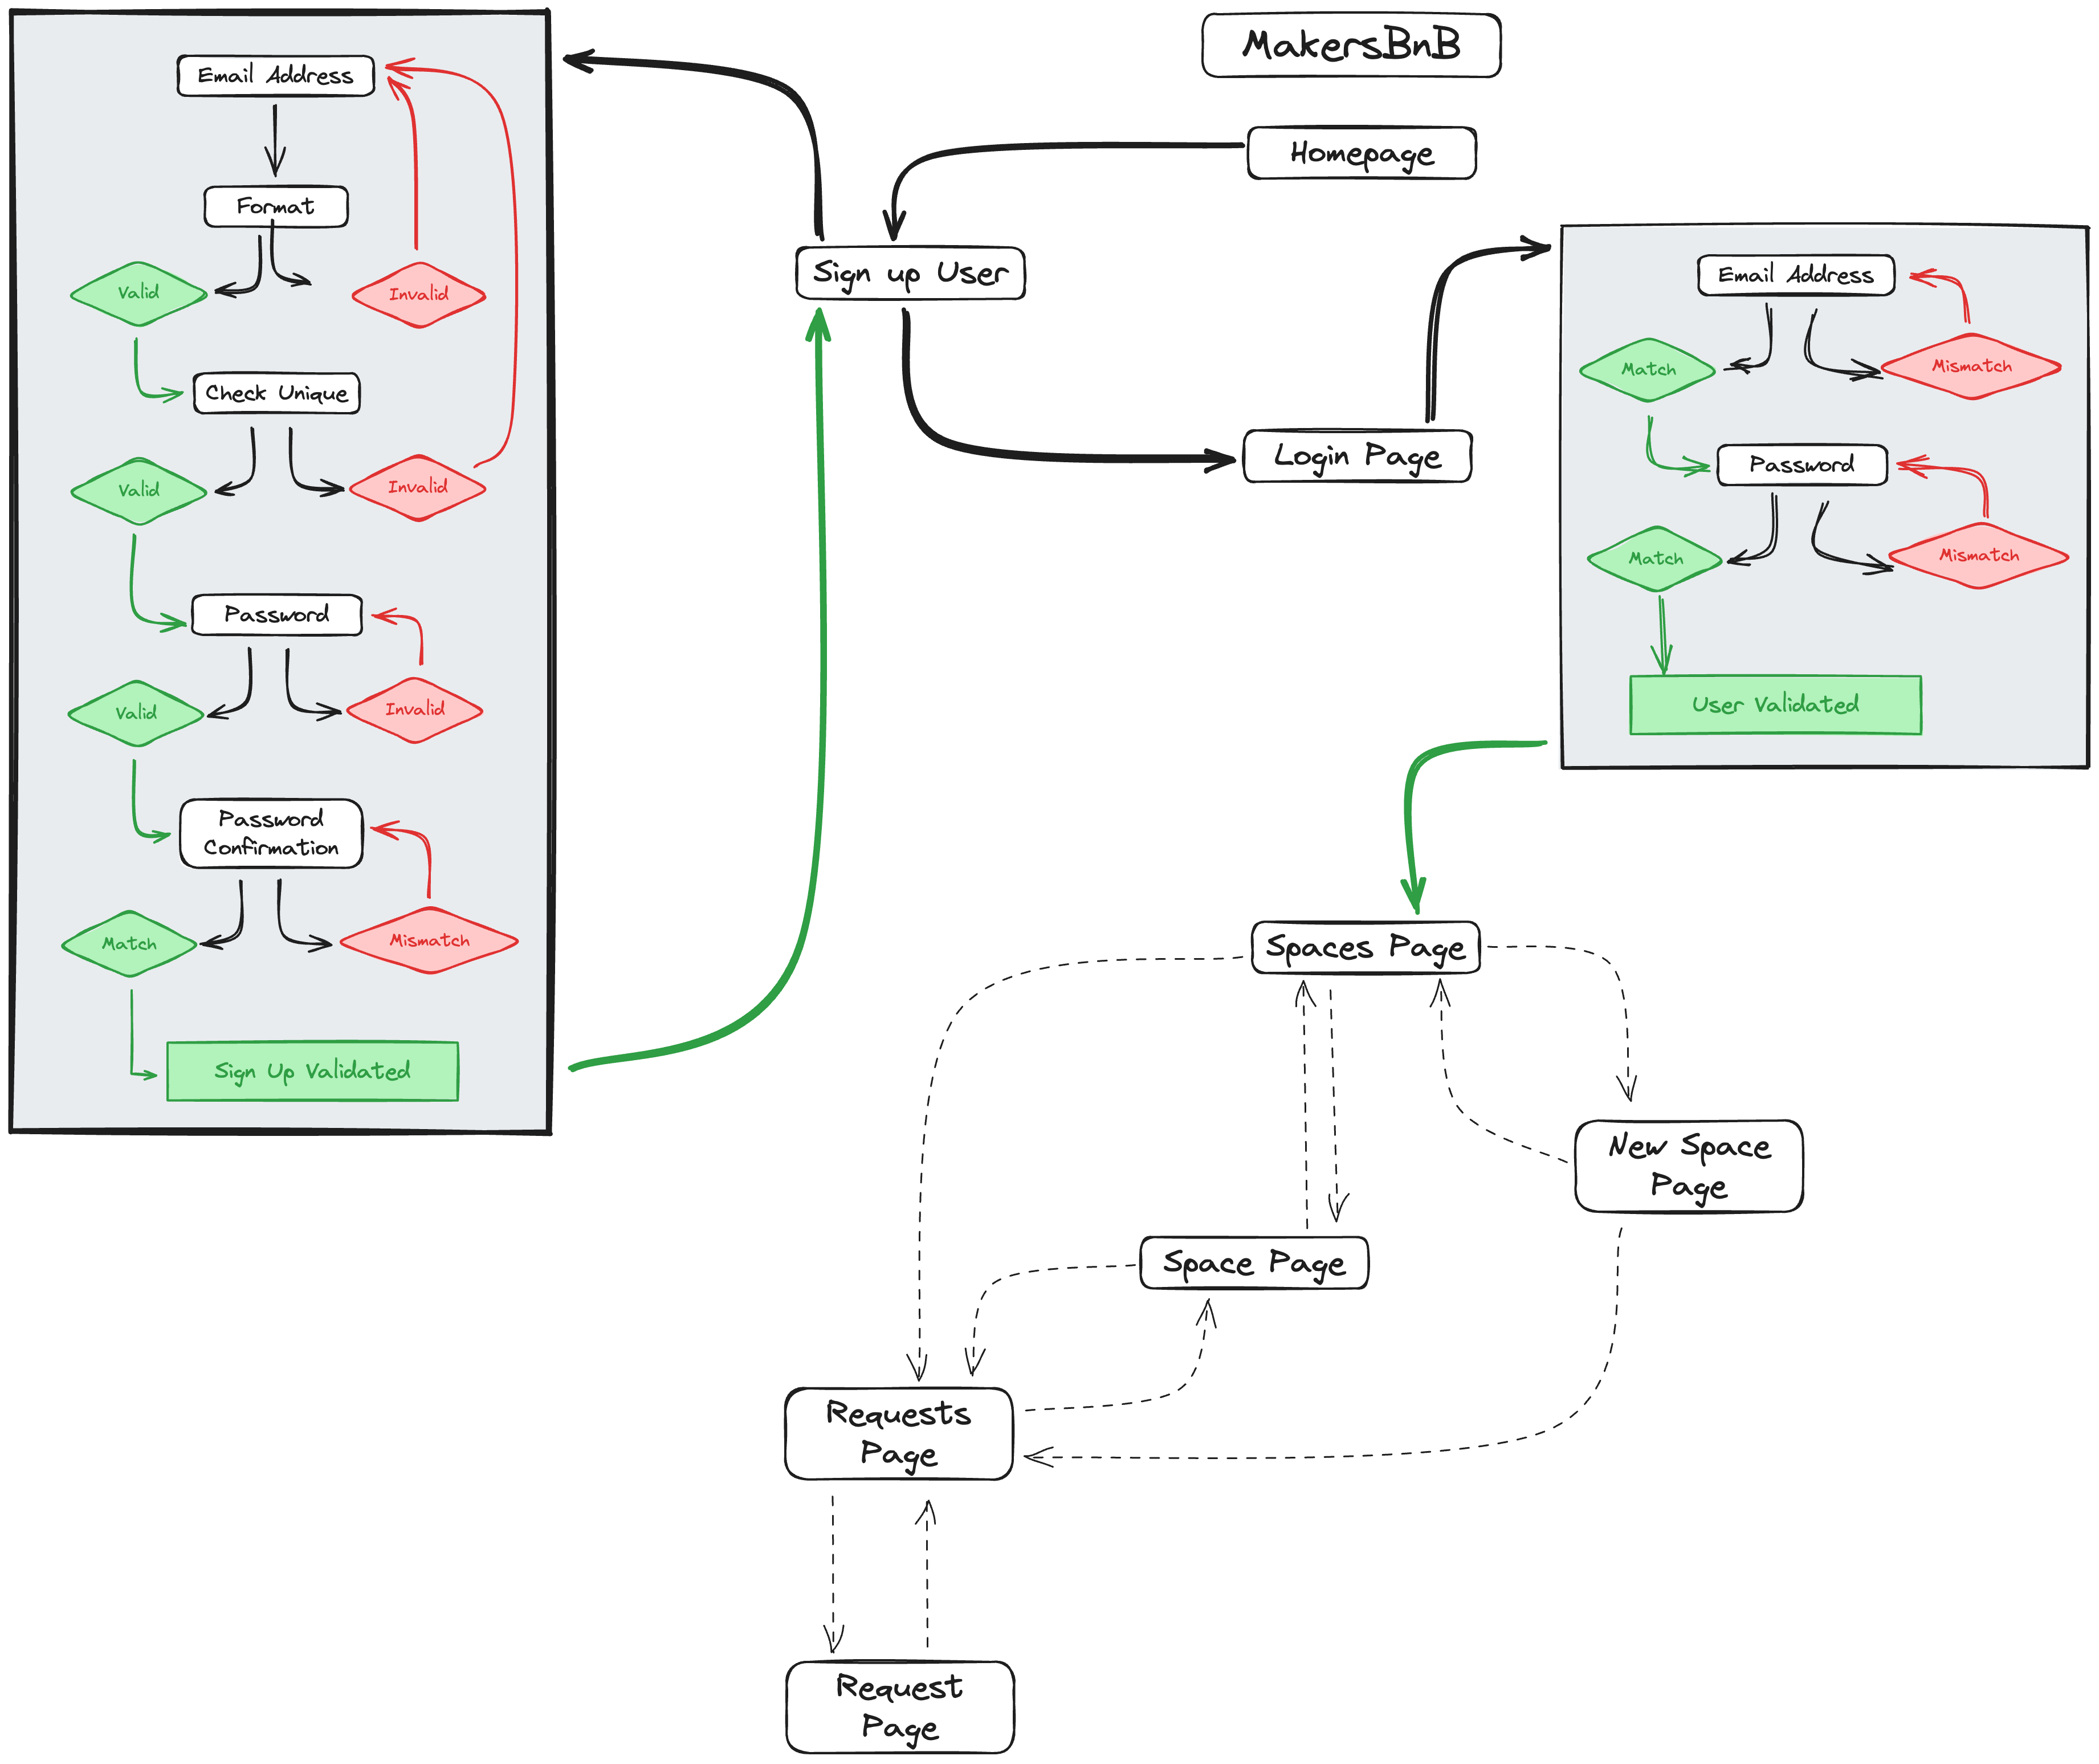 MakersBnB
Homepage
Sign up User
Login Page
Email Address
Format
Valid
Invalid
Check Unique
Valid
Invalid
Password
Valid
Invalid
Password
Confirmation
Match
Mismatch
Sign Up Validated
Email Address
Match
Mismatch
Password
Match
Mismatch
User Validated
Spaces Page
New Space
Page
Space Page
Requests
Page
Request
Page